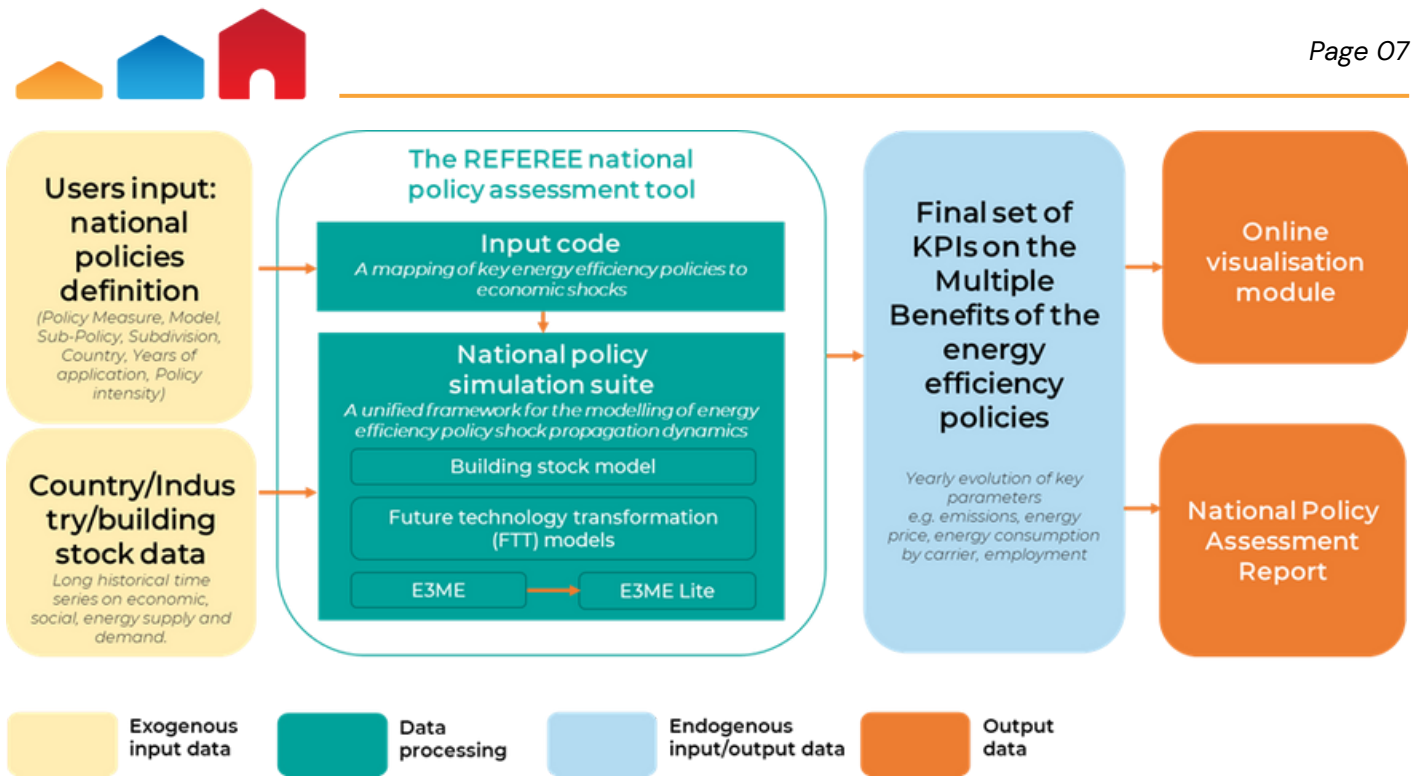 Page 07
Users input:
national
policies
definition
(Policy Measure, Model,
Sub-Policy, Subdivision,
Country, Years of
application, Policy
intensity)
Country/Indus
try/building
stock data
Long historical time
series on economic,
social, energy supply and
demand.
The REFEREE national
policy assessment tool
Input code
A mapping of key energy efficiency policies to
economic shocks
National policy
simulation suite
A unified framework for the modelling of energy
efficiency policy shock propagation dynamics
Building stock model
Future technology transformation
(FTT) models
E3ME
E3ME Lite
Final set of
KPIs on the
Multiple
Benefits of the
energy
efficiency
policies
Yearly evolution of key
parameters
e.g. emissions, energy
price, energy consumption
by carrier, employment
Online
visualisation
module
National Policy
Assessment
Report
Exogenous
input data
Data
processing
Endogenous
input/output data
Output
data